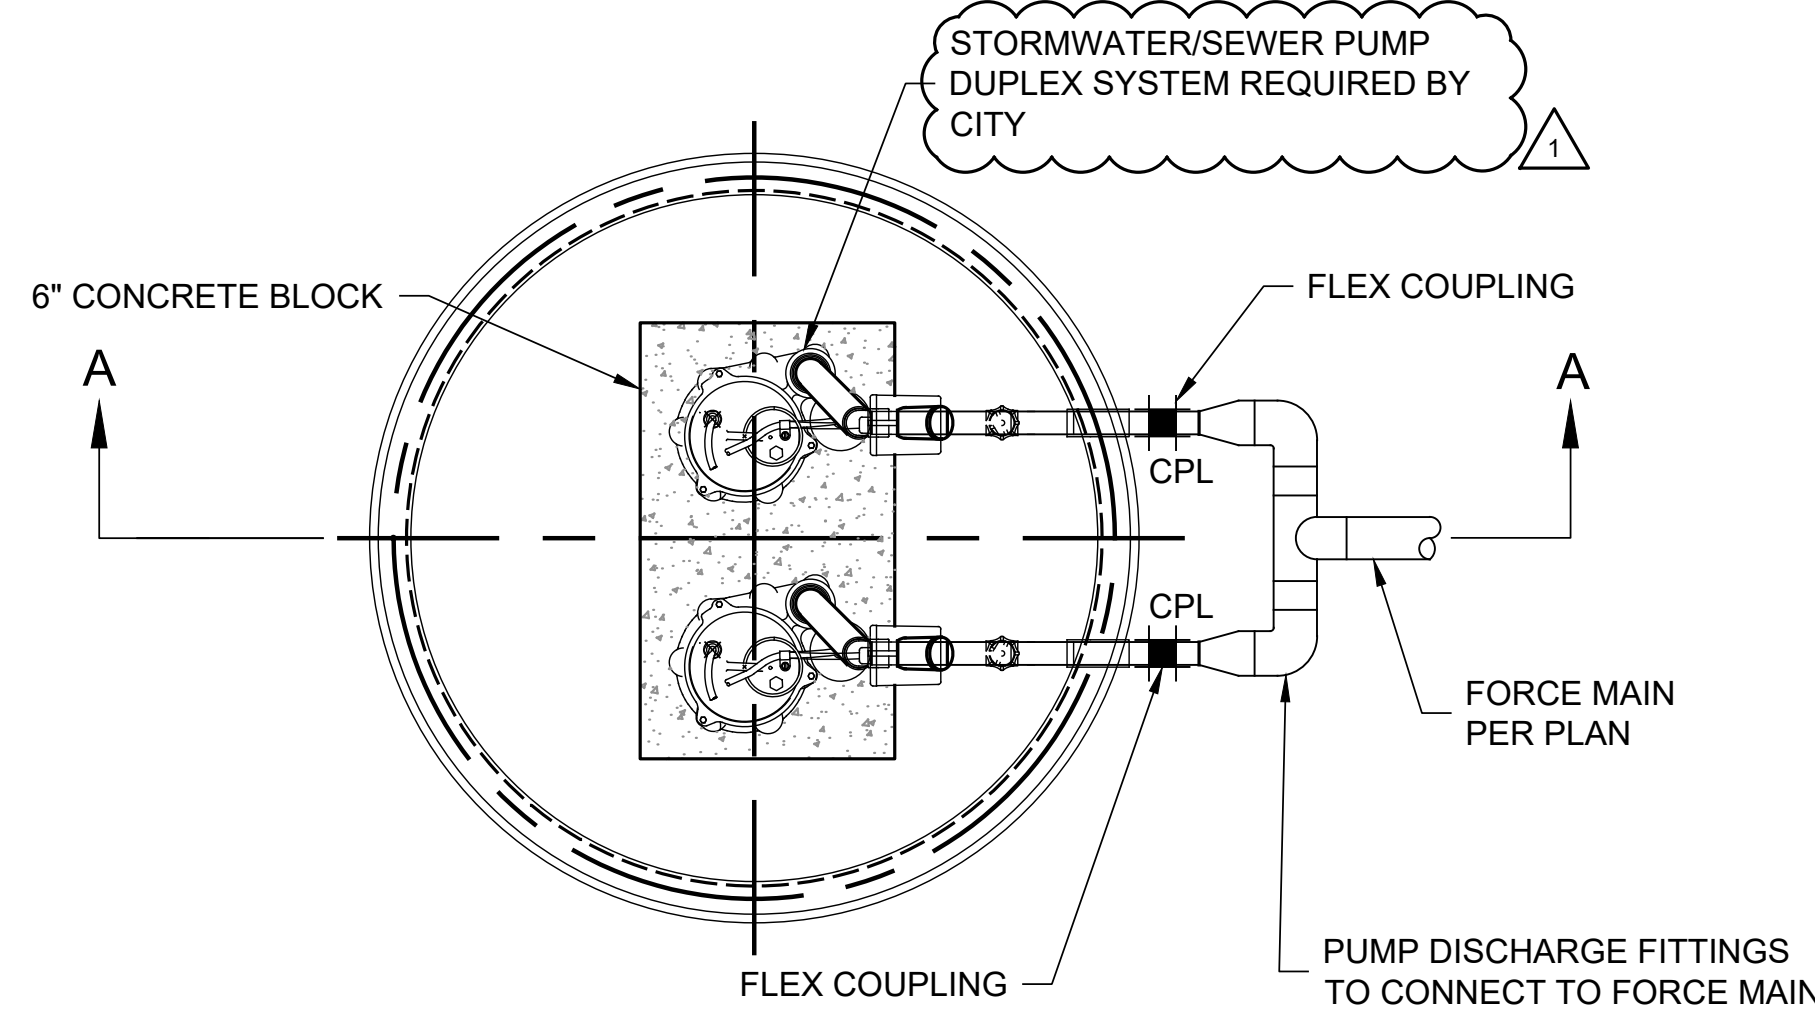 STORMWATER/SEWER PUMP
DUPLEX SYSTEM REQUIRED BY
CITY
1
6" CONCRETE BLOCK
FLEX COUPLING
A
A
CPL
CPL
FORCE MAIN
PER PLAN
FLEX COUPLING
PUMP DISCHARGE FITTINGS
TO CONNECT TO FORCE MAIN